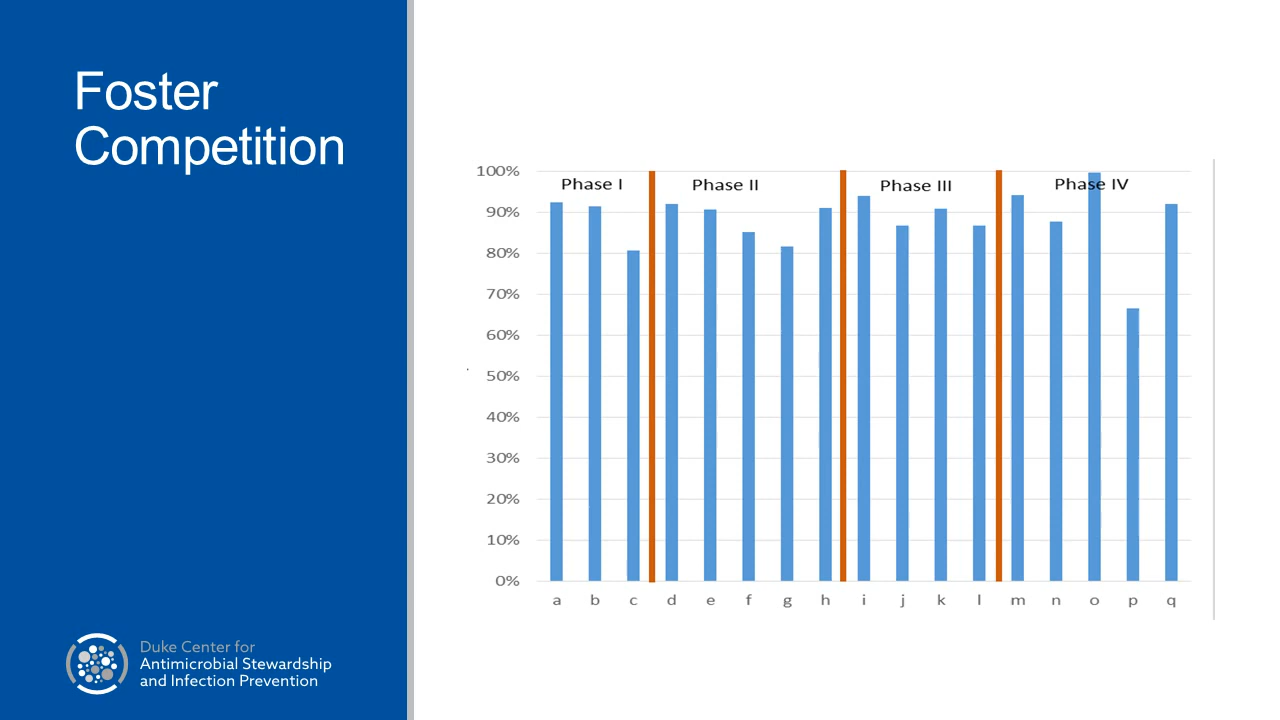 Foster
Competition
100%
Phase I
Phase II
Phase III
Phase IV
90%
80%
70%
60%
50%
40%
30%
20%
10%
0%
a b c d e f g h i j k l m n o p q
Duke Center for
Antimicrobial Stewardship
and Infection Prevention